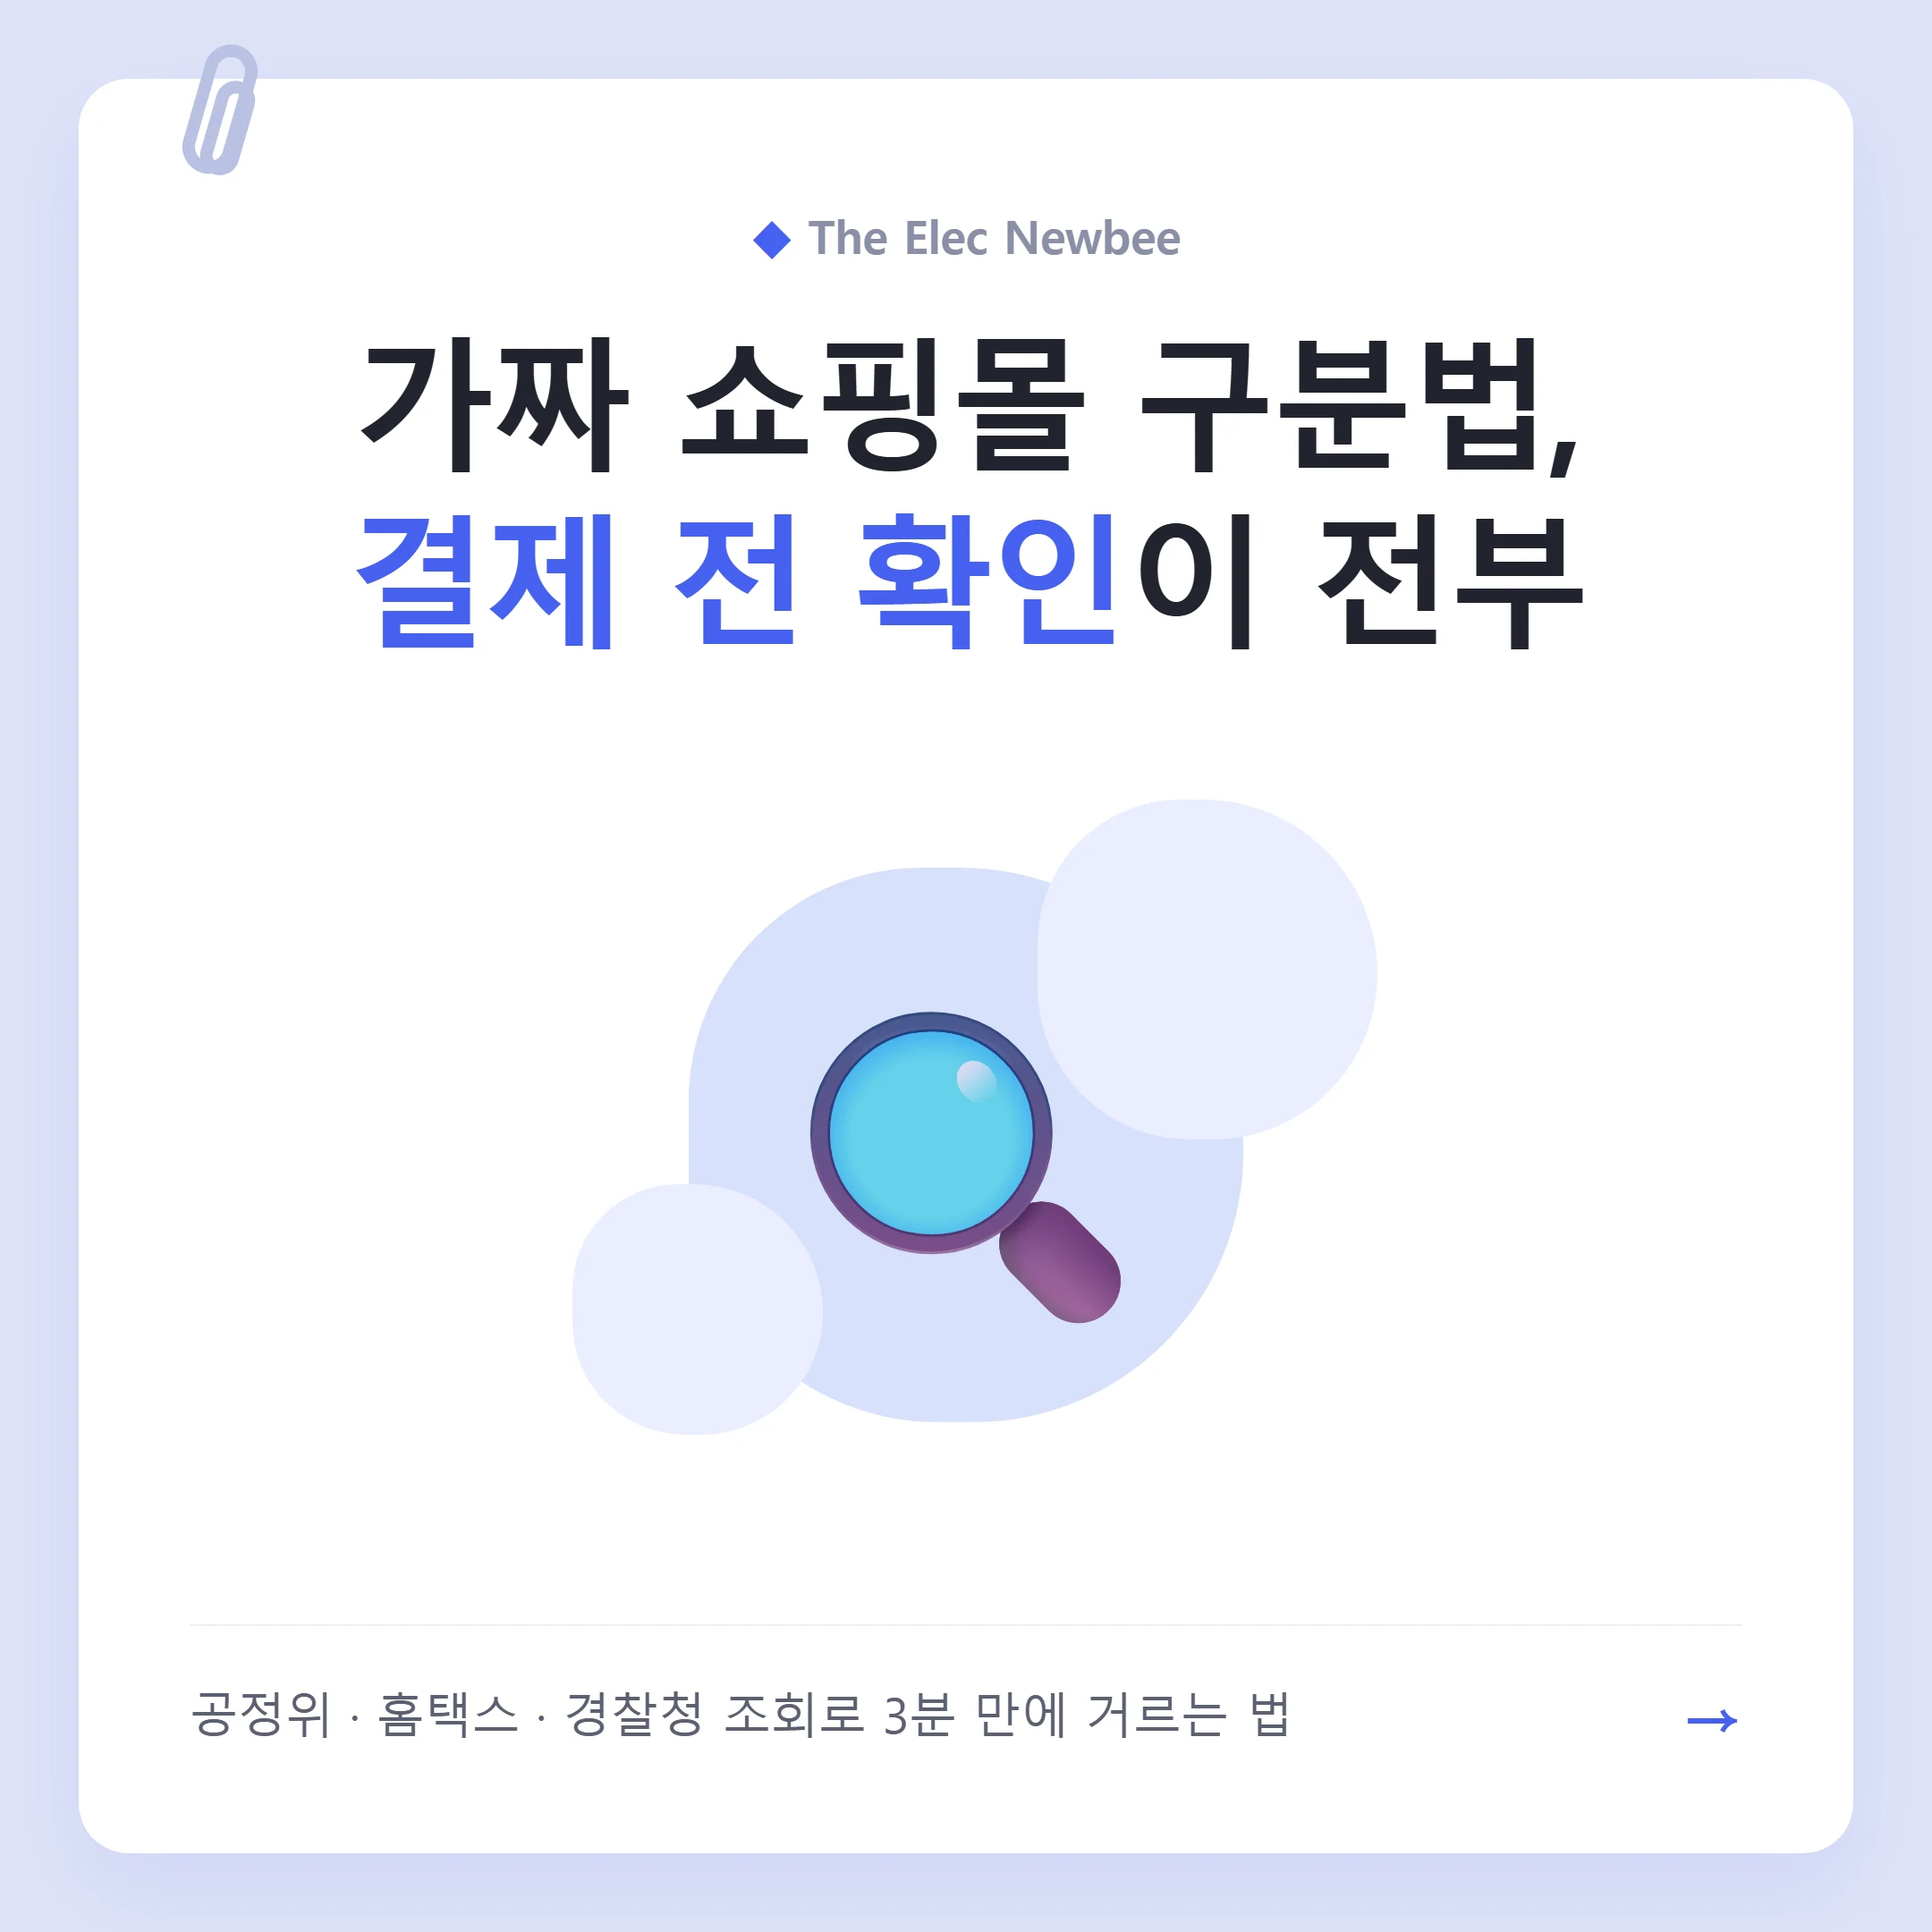 The Elec Newbee
가짜 쇼핑몰 구분법,
결제 전 확인이 전부
공정위 · 홈택스 · 경찰청 조회로 3분 만에 거르는 법 →